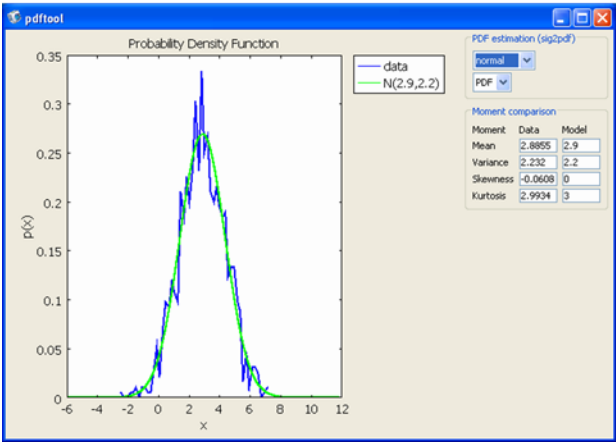 pdftool
Probability Density Function
0.35
0.3
0.25
0.2
0.15
0.1
0.05
0
p(x)
-6 -4 -2 0 2 4 6 8 10 12
x
data
N(2.9,2.2)
PDF estimation (sig2pdf)
normal
PDF
Moment comparison
Moment Data Model
Mean 2.8855 2.9
Variance 2.232 2.2
Skewness -0.0608 0
Kurtosis 2.9934 3